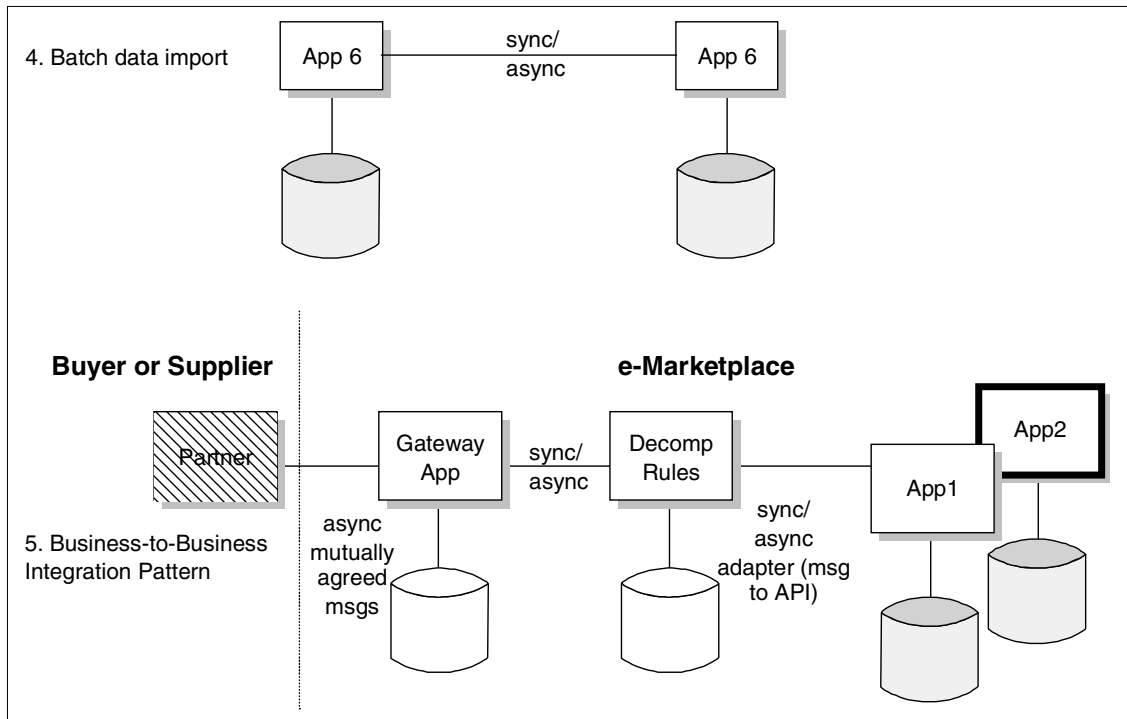 4. Batch data import
App 6
sync/
async
App 6
Buyer or Supplier
e-Marketplace
Partner
Gateway
App
sync/
async
Decomp
Rules
App2
App1
5. Business-to-Business
Integration Pattern
async
mutually
agreed
msgs
sync/
async
adapter (msg
to API)